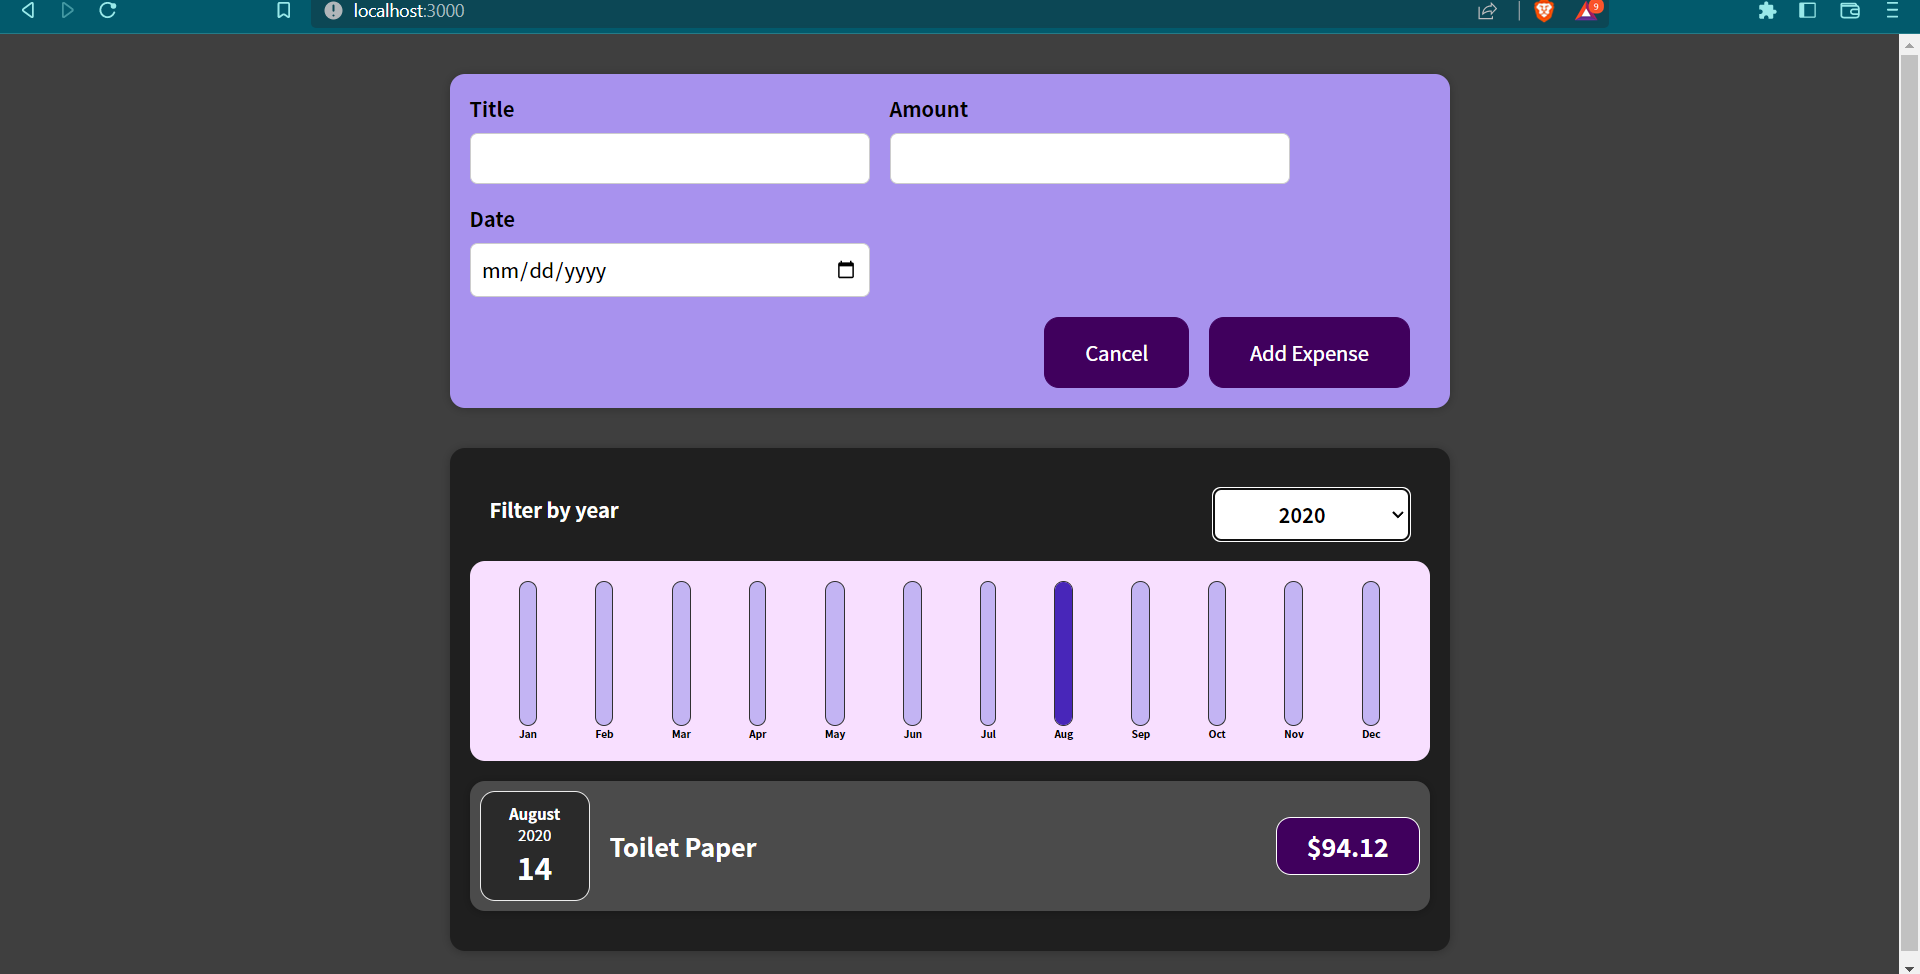 localhost:3000
9
Title
Amount
Date
mm/dd/yyyy
Cancel
Add Expense
Filter by year
2020
Jan Feb Mar Apr May Jun Jul Aug Sep Oct Nov Dec
August
2020
14
Toilet Paper
$94.12